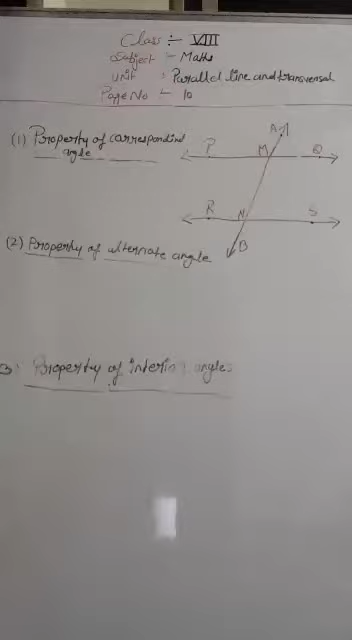 Class :- VIII
Subject :- Maths
Unit : Parallel line and transversal
Page No :- 10
(1) Property of correspondind angle
A
P M Q
R N S
B
(2) Property of alternate angle
3) Property of interior angles